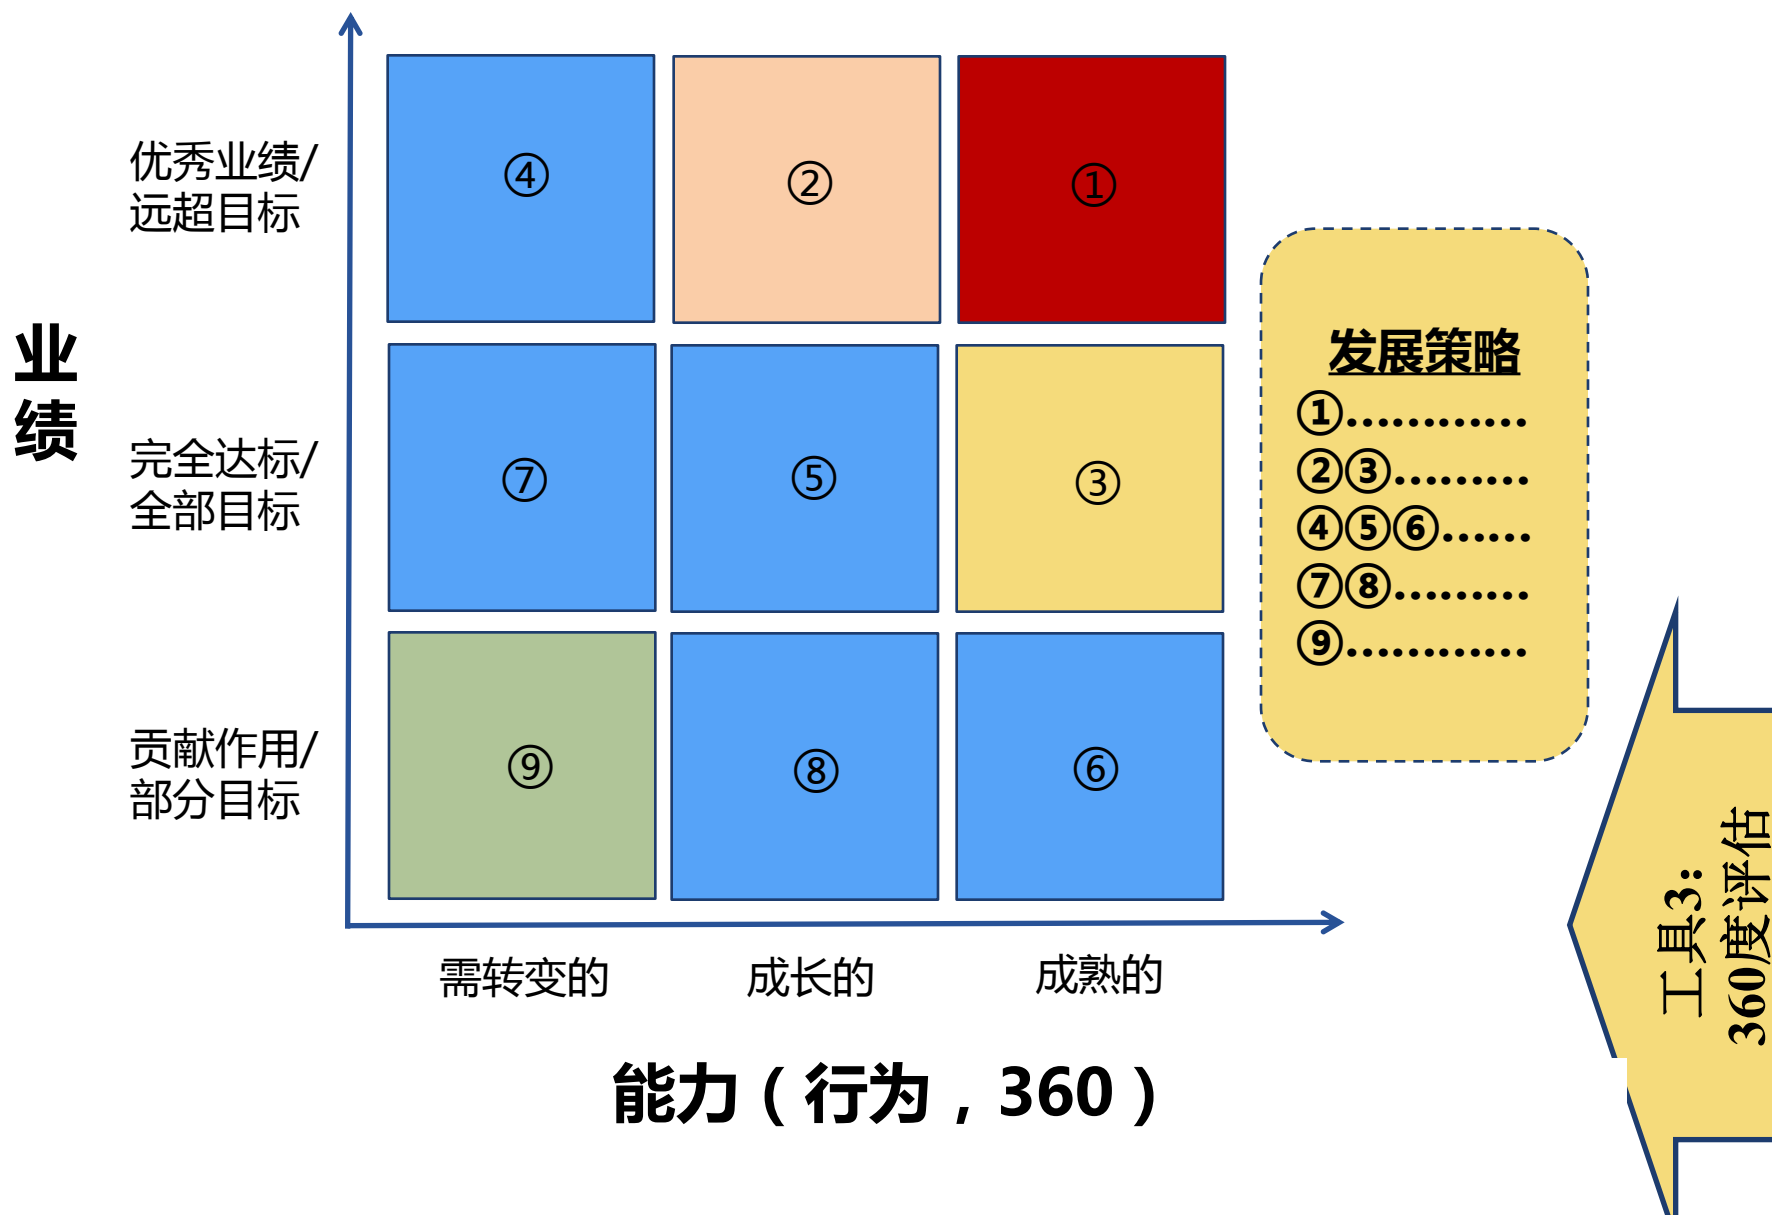 业
绩
优秀业绩/
远超目标
④
②
①
完全达标/
全部目标
⑦
⑤
③
贡献作用/
部分目标
⑨
⑧
⑥
需转变的
成长的
成熟的
能力（行为，360）
发展策略
①............
②③.........
④⑤⑥......
⑦⑧.........
⑨............
工具3:
360度评估